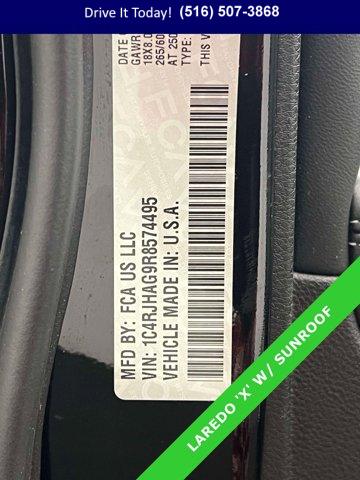 Drive It Today! (516) 507-3868
MFD BY: FCA US LLC
VIN: 1C4RJHAG9R8574495
VEHICLE MADE IN: U.S.A.
DATE
GAWR
18X8.0
265/60
AT 250
TYPE:
THIS V
LAREDO 'X' W/ SUNROOF